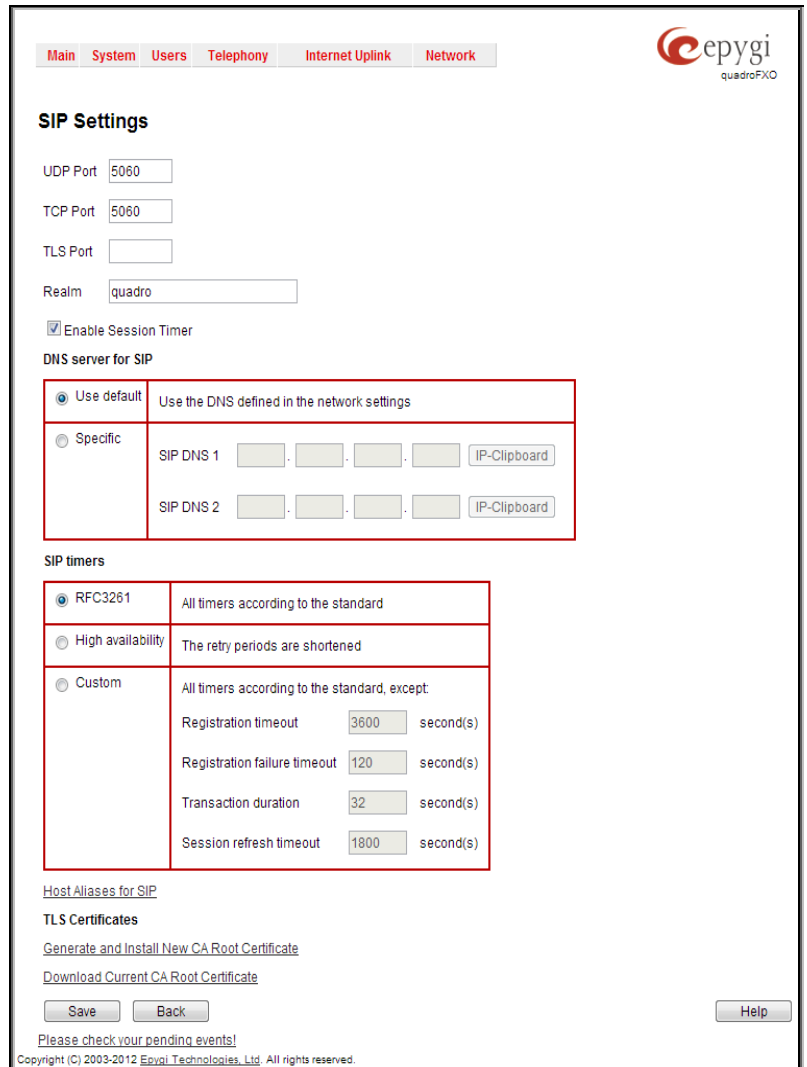 Main System Users Telephony Internet Uplink Network
epygi
quadroFXO
SIP Settings
UDP Port 5060
TCP Port 5060
TLS Port
Realm quadro
Enable Session Timer
DNS server for SIP
Use default Use the DNS defined in the network settings
Specific
SIP DNS 1 . . . IP-Clipboard
SIP DNS 2 . . . IP-Clipboard
SIP timers
RFC3261 All timers according to the standard
High availability The retry periods are shortened
Custom All timers according to the standard, except:
Registration timeout 3600 second(s)
Registration failure timeout 120 second(s)
Transaction duration 32 second(s)
Session refresh timeout 1800 second(s)
Host Aliases for SIP
TLS Certificates
Generate and Install New CA Root Certificate
Download Current CA Root Certificate
Save Back Help
Please check your pending events!
Copyright (C) 2003-2012 Epygi Technologies, Ltd. All rights reserved.